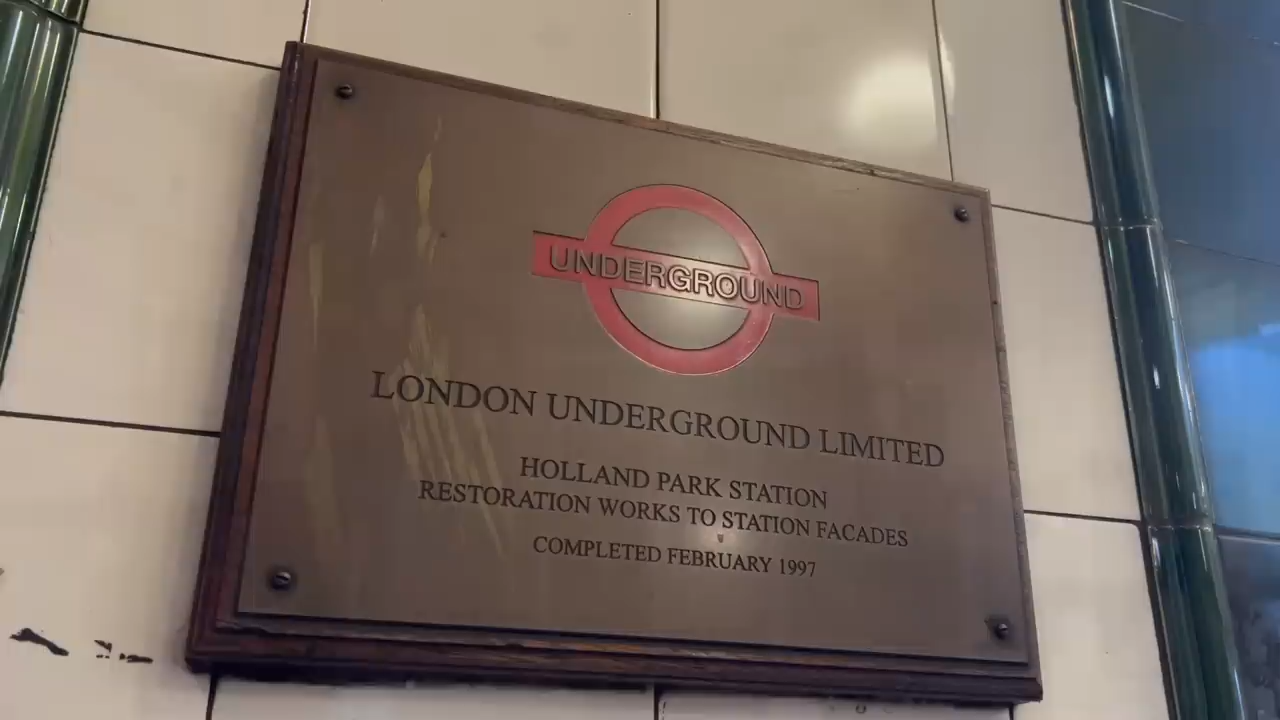 UNDERGROUND
LONDON UNDERGROUND LIMITED
HOLLAND PARK STATION
RESTORATION WORKS TO STATION FACADES
COMPLETED FEBRUARY 1997